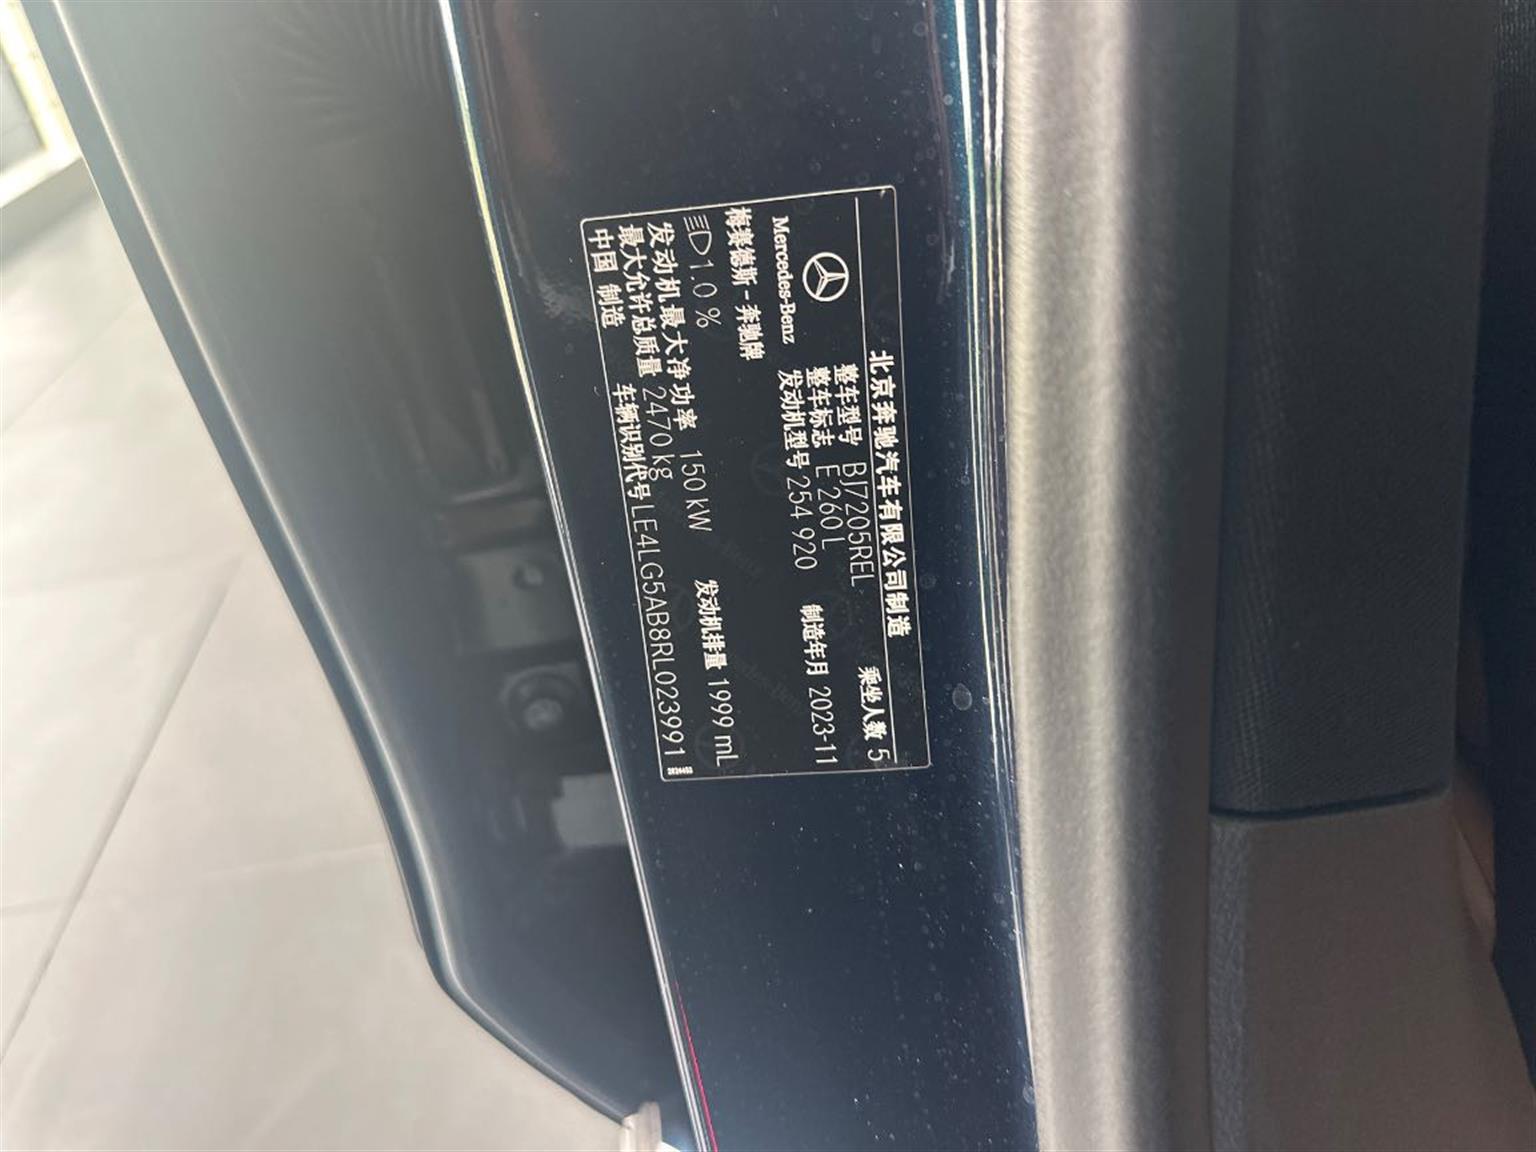 北京奔驰汽车有限公司制造
整车型号 BJ7205REL 乘坐人数 5
整车标志 E 260 L
Mercedes-Benz 发动机型号 254 920 制造年月 2023-11
梅赛德斯-奔驰牌
1.0 % 发动机排量 1999 mL
发动机最大净功率 150 kW
最大允许总质量 2470 kg
中国 制造 车辆识别代号 LE4LG5AB8RL023991